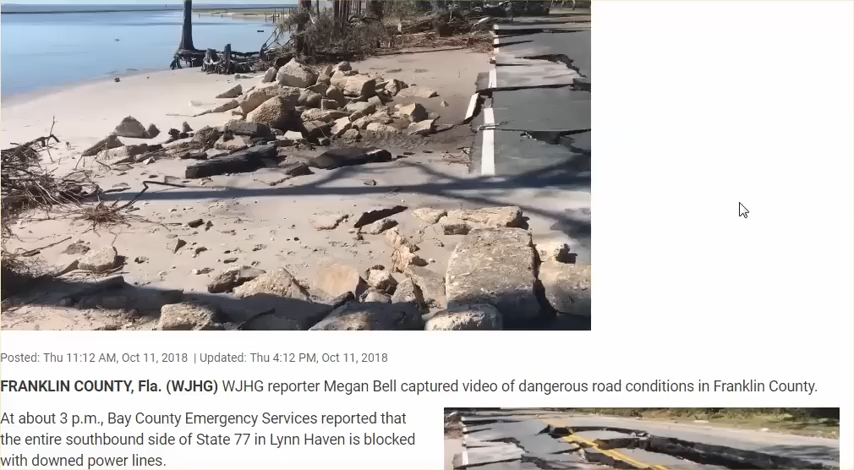 Posted: Thu 11:12 AM, Oct 11, 2018 | Updated: Thu 4:12 PM, Oct 11, 2018
FRANKLIN COUNTY, Fla. (WJHG) WJHG reporter Megan Bell captured video of dangerous road conditions in Franklin County.
At about 3 p.m., Bay County Emergency Services reported that
the entire southbound side of State 77 in Lynn Haven is blocked
with downed power lines.